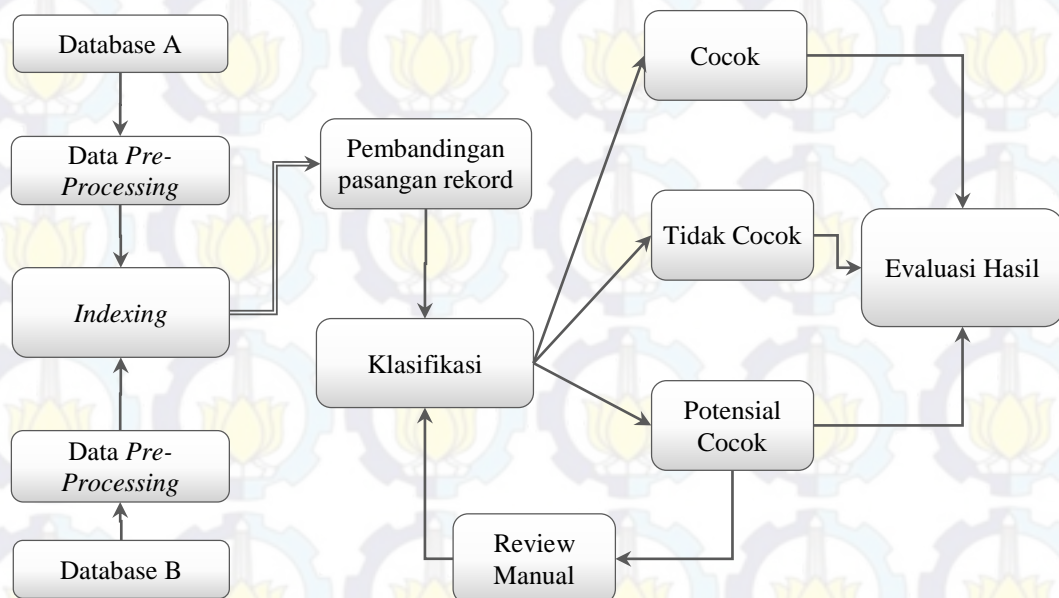 Database A
Data Pre-
Processing
Indexing
Data Pre-
Processing
Database B
Pembandingan
pasangan rekord
Klasifikasi
Review
Manual
Cocok
Tidak Cocok
Potensial
Cocok
Evaluasi Hasil